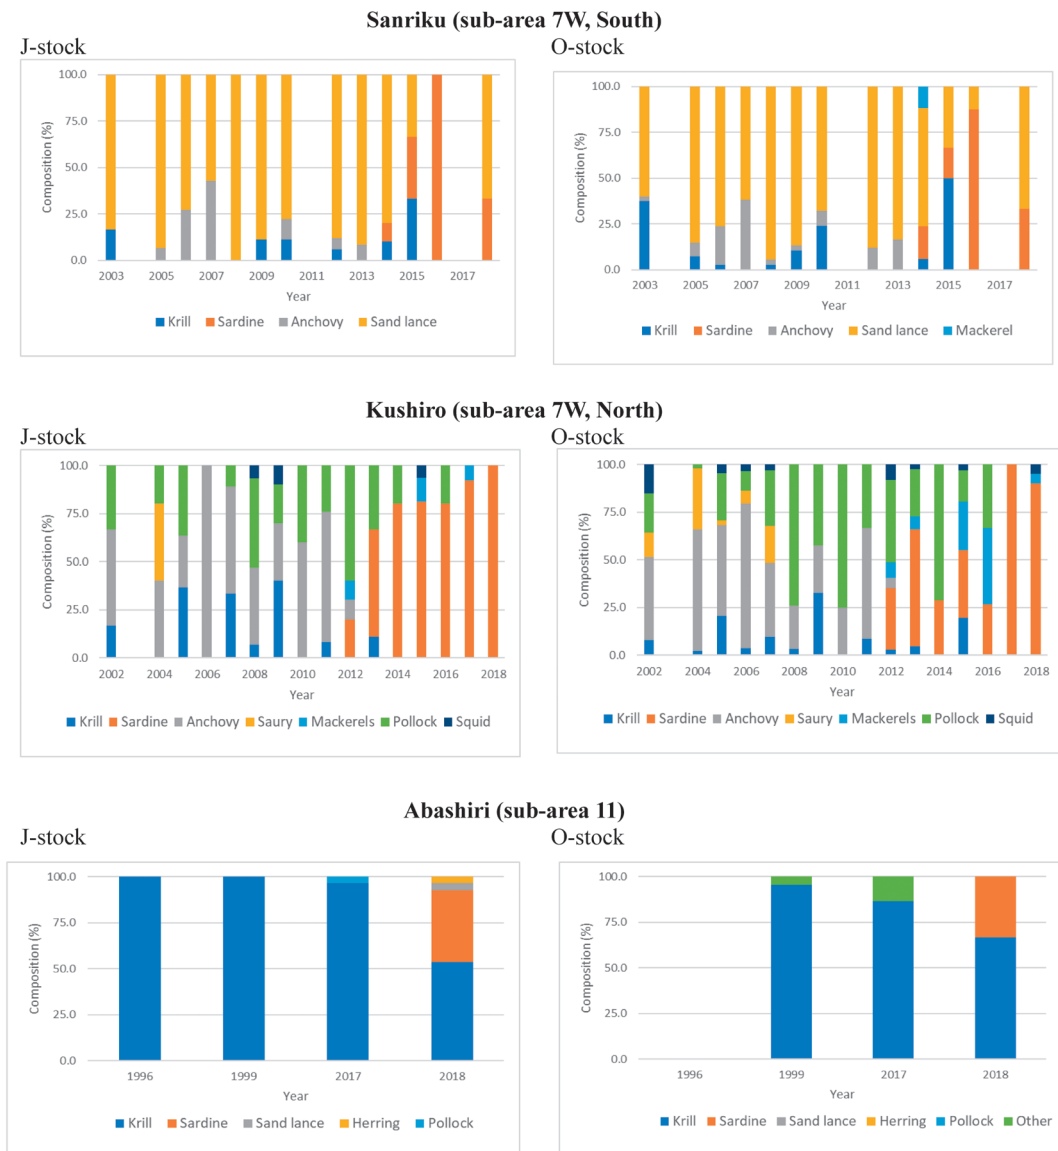 Sanriku (sub-area 7W, South)
J-stock
O-stock
100.0
75.0
50.0
25.0
0.0
Composition (%)
2003 2005 2007 2009 2011 2013 2015 2017
Year
Krill Sardine Anchovy Sand lance
100.0
75.0
50.0
25.0
0.0
Composition (%)
2003 2005 2007 2009 2011 2013 2015 2017
Year
Krill Sardine Anchovy Sand lance Mackerel
Kushiro (sub-area 7W, North)
J-stock
O-stock
100.0
75.0
50.0
25.0
0.0
Composition (%)
2002 2004 2006 2008 2010 2012 2014 2016 2018
Year
Krill Sardine Anchovy Saury Mackerels Pollock Squid
100.0
75.0
50.0
25.0
0.0
Composition (%)
2002 2004 2006 2008 2010 2012 2014 2016 2018
Year
Krill Sardine Anchovy Saury Mackerels Pollock Squid
Abashiri (sub-area 11)
J-stock
O-stock
100.0
75.0
50.0
25.0
0.0
Composition (%)
1996 1999 2017 2018
Year
Krill Sardine Sand lance Herring Pollock
100.0
75.0
50.0
25.0
0.0
Composition (%)
1996 1999 2017 2018
Year
Krill Sardine Sand lance Herring Pollock Other